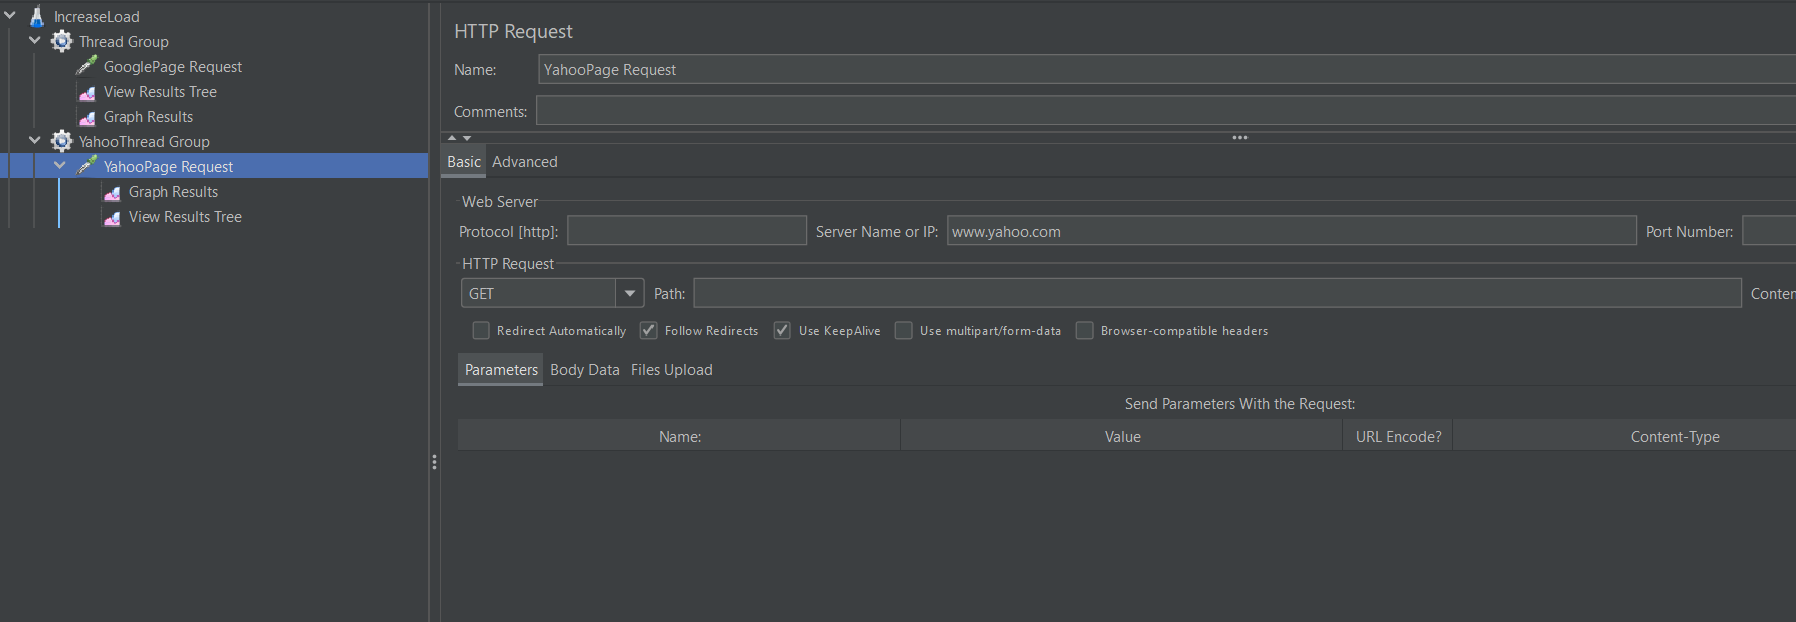 IncreaseLoad
Thread Group
GooglePage Request
View Results Tree
Graph Results
YahooThread Group
YahooPage Request
Graph Results
View Results Tree
HTTP Request
Name: YahooPage Request
Comments:
Basic Advanced
Web Server
Protocol [http]: Server Name or IP: www.yahoo.com Port Number:
HTTP Request
GET Path: Conten
Redirect Automatically Follow Redirects Use KeepAlive Use multipart/form-data Browser-compatible headers
Parameters Body Data Files Upload
Send Parameters With the Request:
Name: Value URL Encode? Content-Type